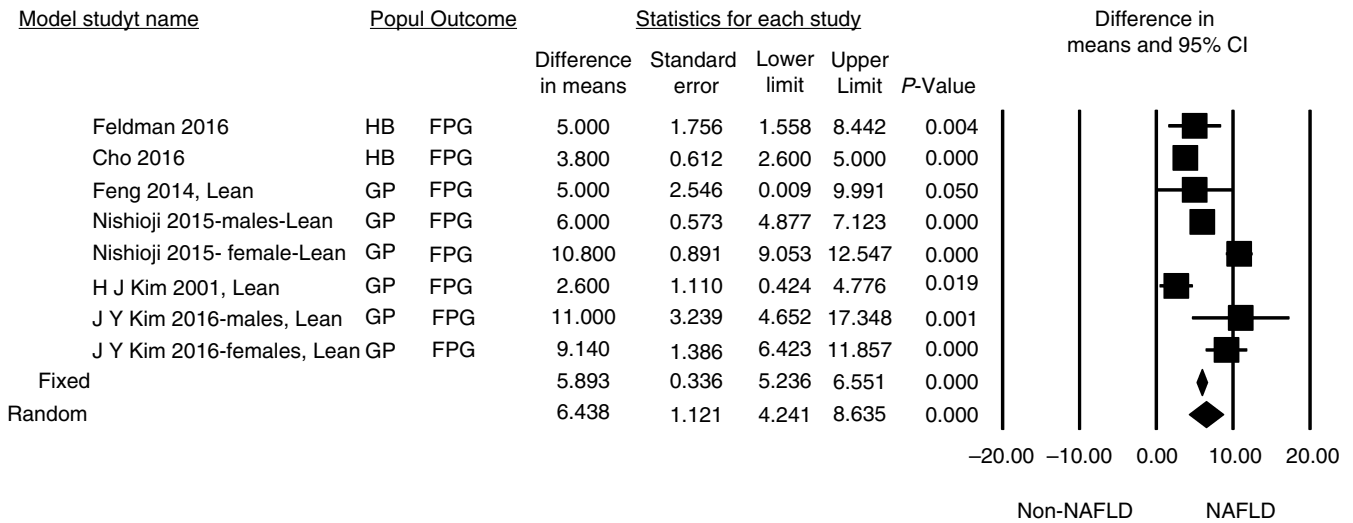 Model studyt name Popul Outcome Statistics for each study Difference in
means and 95% CI
Difference Standard Lower Upper
in means error limit Limit P-Value
Feldman 2016 HB FPG 5.000 1.756 1.558 8.442 0.004
Cho 2016 HB FPG 3.800 0.612 2.600 5.000 0.000
Feng 2014, Lean GP FPG 5.000 2.546 0.009 9.991 0.050
Nishioji 2015-males-Lean GP FPG 6.000 0.573 4.877 7.123 0.000
Nishioji 2015- female-Lean GP FPG 10.800 0.891 9.053 12.547 0.000
H J Kim 2001, Lean GP FPG 2.600 1.110 0.424 4.776 0.019
J Y Kim 2016-males, Lean GP FPG 11.000 3.239 4.652 17.348 0.001
J Y Kim 2016-females, Lean GP FPG 9.140 1.386 6.423 11.857 0.000
Fixed 5.893 0.336 5.236 6.551 0.000
Random 6.438 1.121 4.241 8.635 0.000
–20.00 –10.00 0.00 10.00 20.00
Non-NAFLD NAFLD